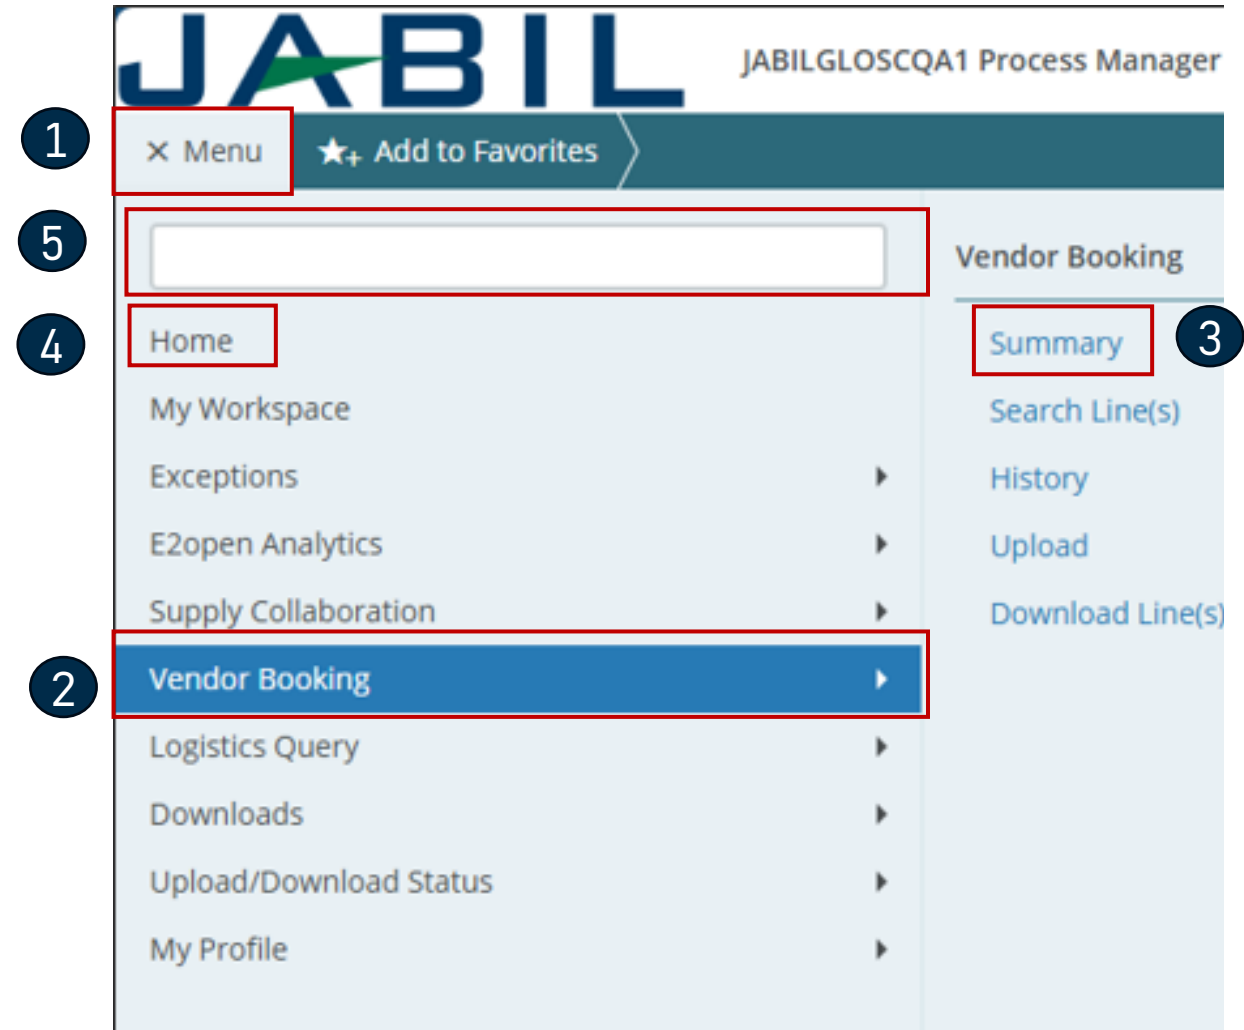 JABIL
JABILGLOSCQA1 Process Manager
1
× Menu
Add to Favorites
5
Vendor Booking
4
Home
Summary
3
My Workspace
Search Line(s)
Exceptions
History
E2open Analytics
Upload
Supply Collaboration
Download Line(s)
2
Vendor Booking
Logistics Query
Downloads
Upload/Download Status
My Profile